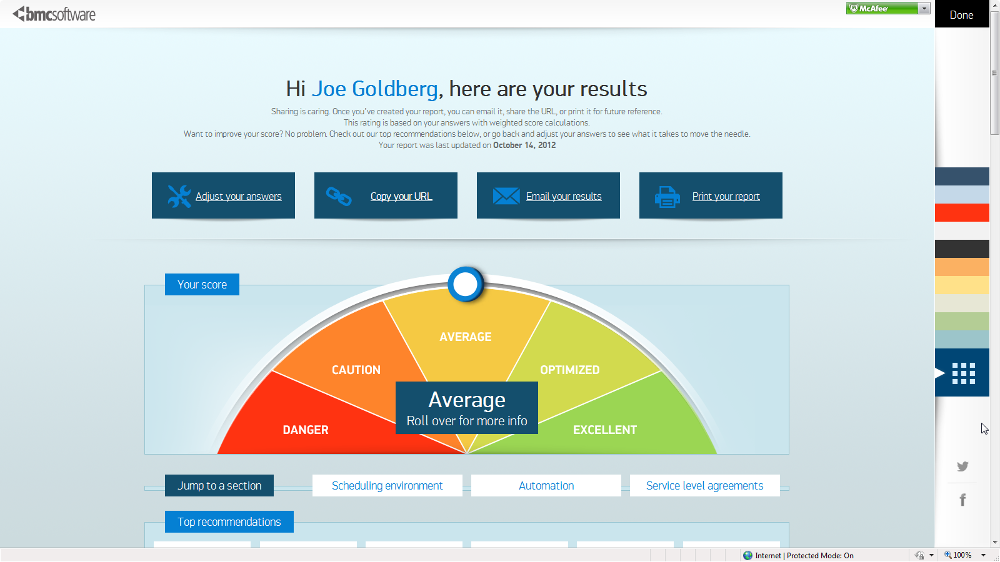 bmcsoftware
McAfee
Done
Hi Joe Goldberg, here are your results
Sharing is caring. Once you've created your report, you can email it, share the URL, or print it for future reference.
This rating is based on your answers with weighted score calculations.
Want to improve your score? No problem. Check out our top recommendations below, or go back and adjust your answers to see what it takes to move the needle.
Your report was last updated on October 14, 2012
Adjust your answers
Copy your URL
Email your results
Print your report
Your score
AVERAGE
CAUTION
OPTIMIZED
Average
Roll over for more info
DANGER
EXCELLENT
Jump to a section
Scheduling environment
Automation
Service level agreements
Top recommendations
Internet | Protected Mode: On
100%